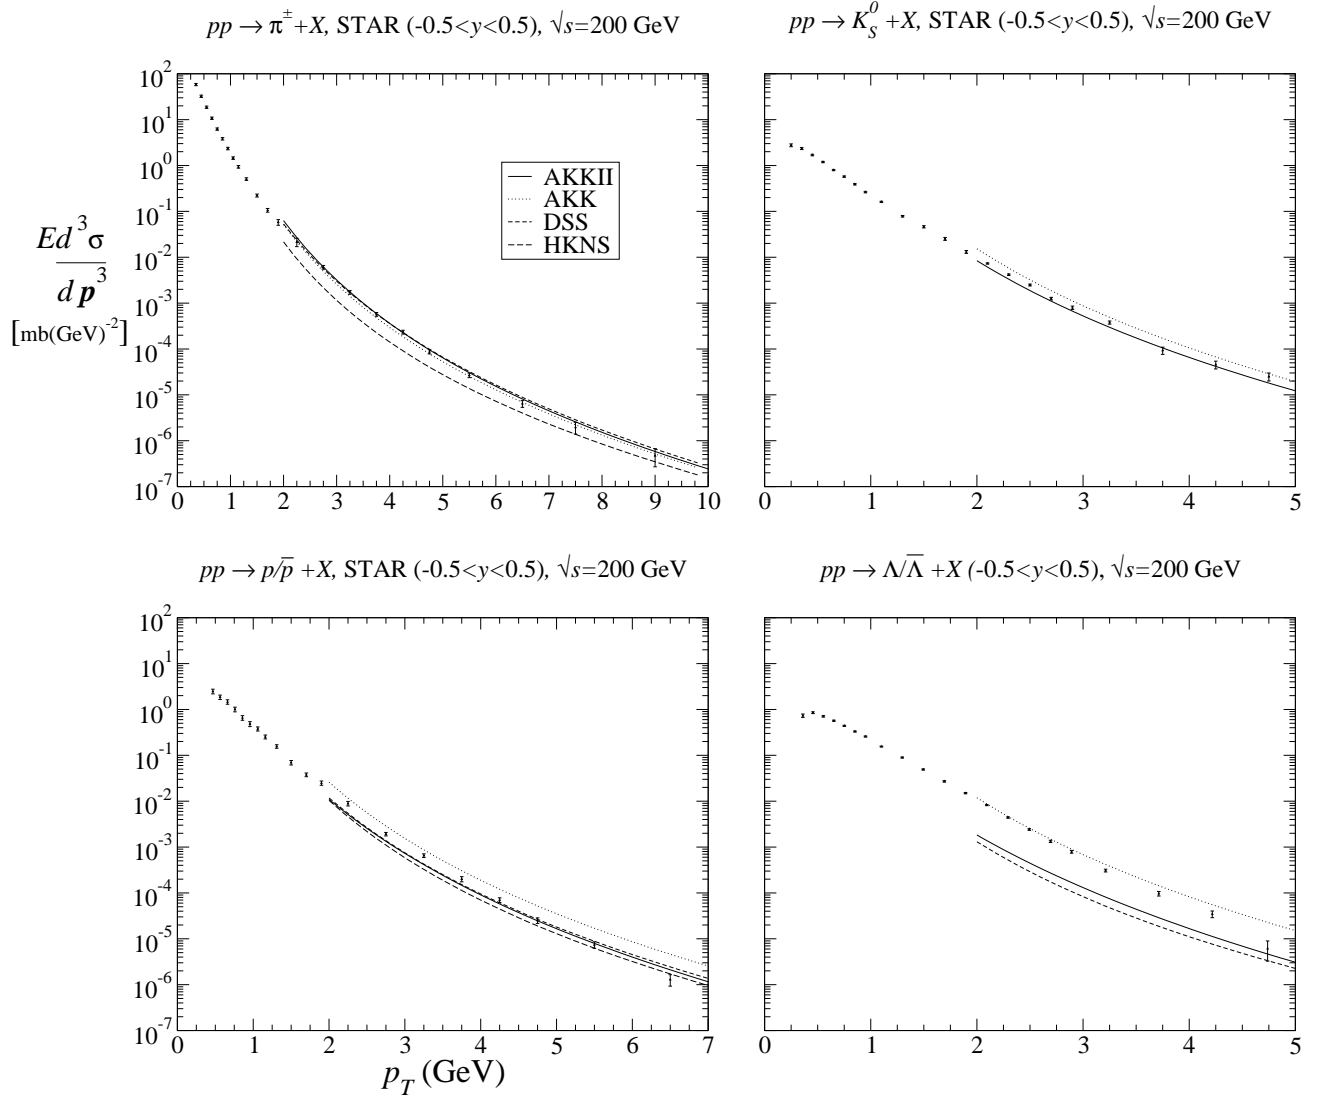 pp → π± +X, STAR (-0.5<y<0.5), √s=200 GeV
pp → K_S^0 +X, STAR (-0.5<y<0.5), √s=200 GeV
10^2
10^1
10^0
10^-1
10^-2
10^-3
10^-4
10^-5
10^-6
10^-7
Ed^3σ
dp^3
[mb(GeV)^-2]
AKKII
AKK
DSS
HKNS
0 1 2 3 4 5 6 7 8 9 10
0 1 2 3 4 5
pp → p/p̅ +X, STAR (-0.5<y<0.5), √s=200 GeV
pp → Λ/Λ̅ +X (-0.5<y<0.5), √s=200 GeV
10^2
10^1
10^0
10^-1
10^-2
10^-3
10^-4
10^-5
10^-6
10^-7
0 1 2 3 4 5 6 7
0 1 2 3 4 5
p_T (GeV)